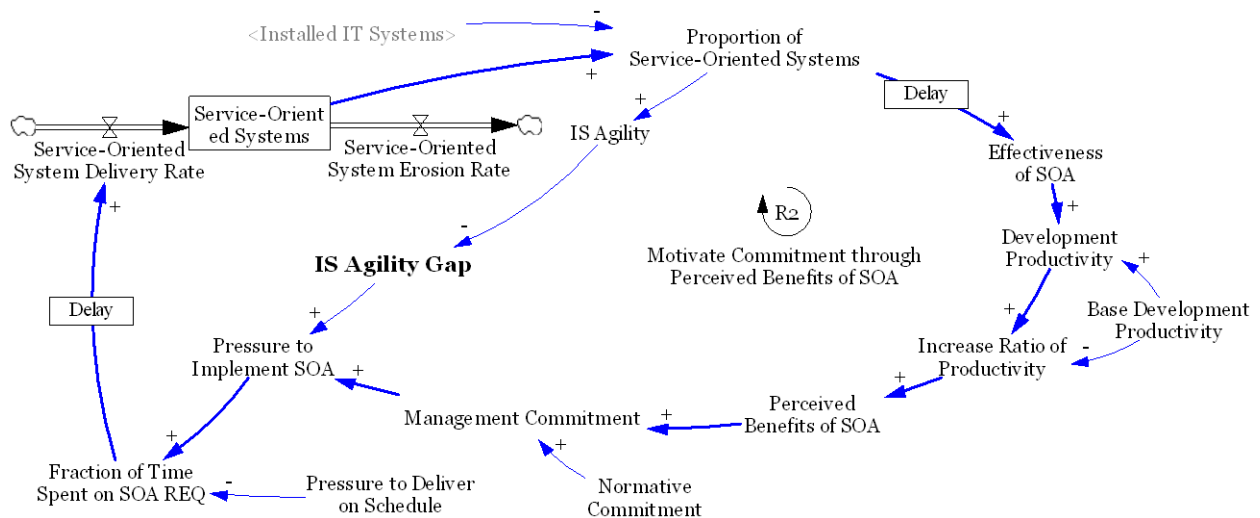 <Installed IT Systems>
-
Proportion of
Service-Oriented Systems
+
Delay
+
Service-Orient
ed Systems
+
IS Agility
Service-Oriented
System Delivery Rate
Service-Oriented
System Erosion Rate
Effectiveness
of SOA
+
+
-
R2
Motivate Commitment through
Perceived Benefits of SOA
Development
Productivity
+
IS Agility Gap
Delay
+
+
Base Development
Productivity
-
Pressure to
Implement SOA
+
Increase Ratio of
Productivity
+
Management Commitment
+
Perceived
Benefits of SOA
+
+
Fraction of Time
Spent on SOA REQ
-
Pressure to Deliver
on Schedule
Normative
Commitment